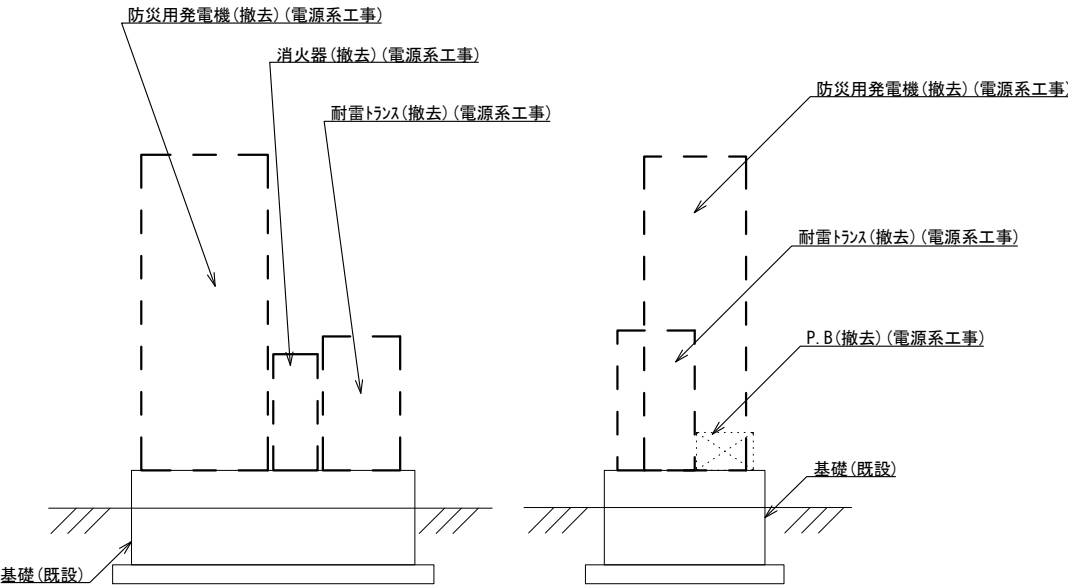 防災用発電機(撤去)(電源系工事)
消火器(撤去)(電源系工事)
耐雷トランス(撤去)(電源系工事)
基礎(既設)
防災用発電機(撤去)(電源系工事)
耐雷トランス(撤去)(電源系工事)
P.B(撤去)(電源系工事)
基礎(既設)